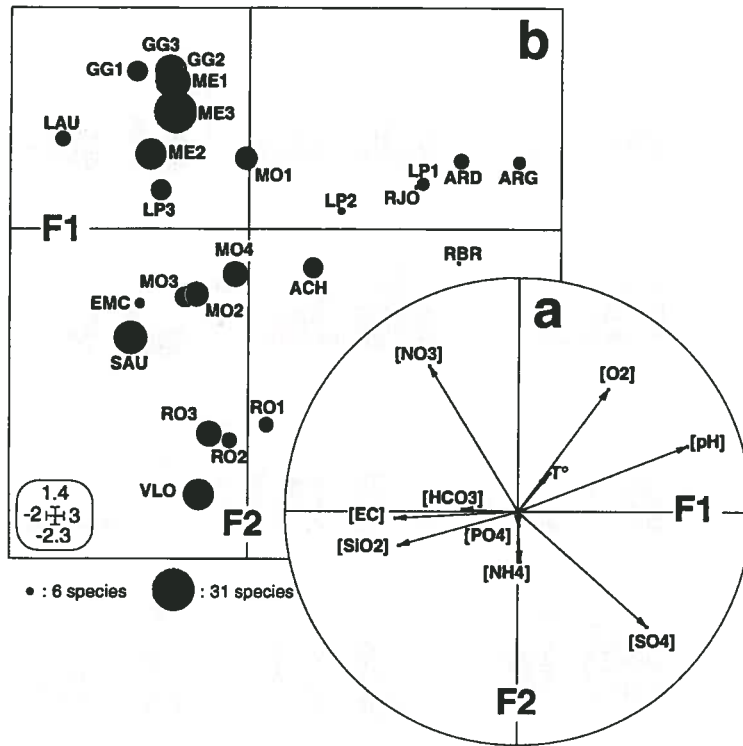 b
GG3
GG1
GG2
ME1
ME3
LAU
ME2
MO1
LP3
LP2
LP1
RJO
ARD
ARG
F1
MO4
ACH
RBR
MO3
MO2
EMC
SAU
RO3
RO1
RO2
VLO
F2
1.4
-2 3
-2.3
: 6 species
: 31 species
a
[NO3]
[O2]
[pH]
T°
[HCO3]
[EC]
[SiO2]
[PO4]
[NH4]
[SO4]
F1
F2